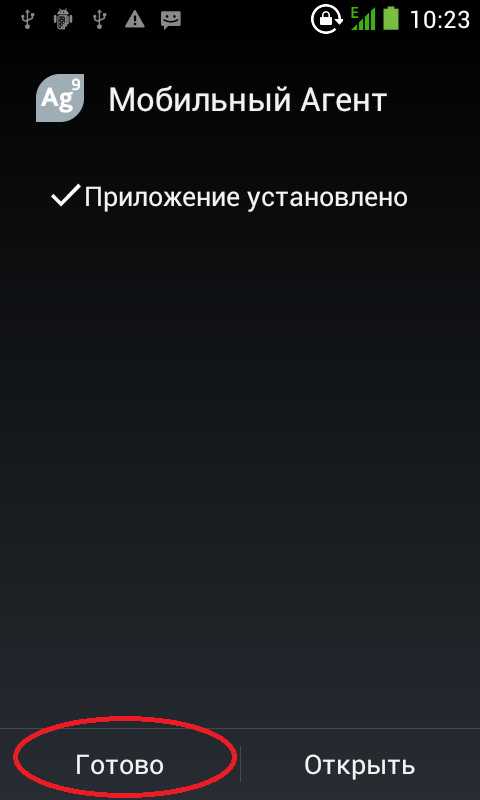 E 10:23
Ag9 Мобильный Агент
Приложение установлено
Готово Открыть